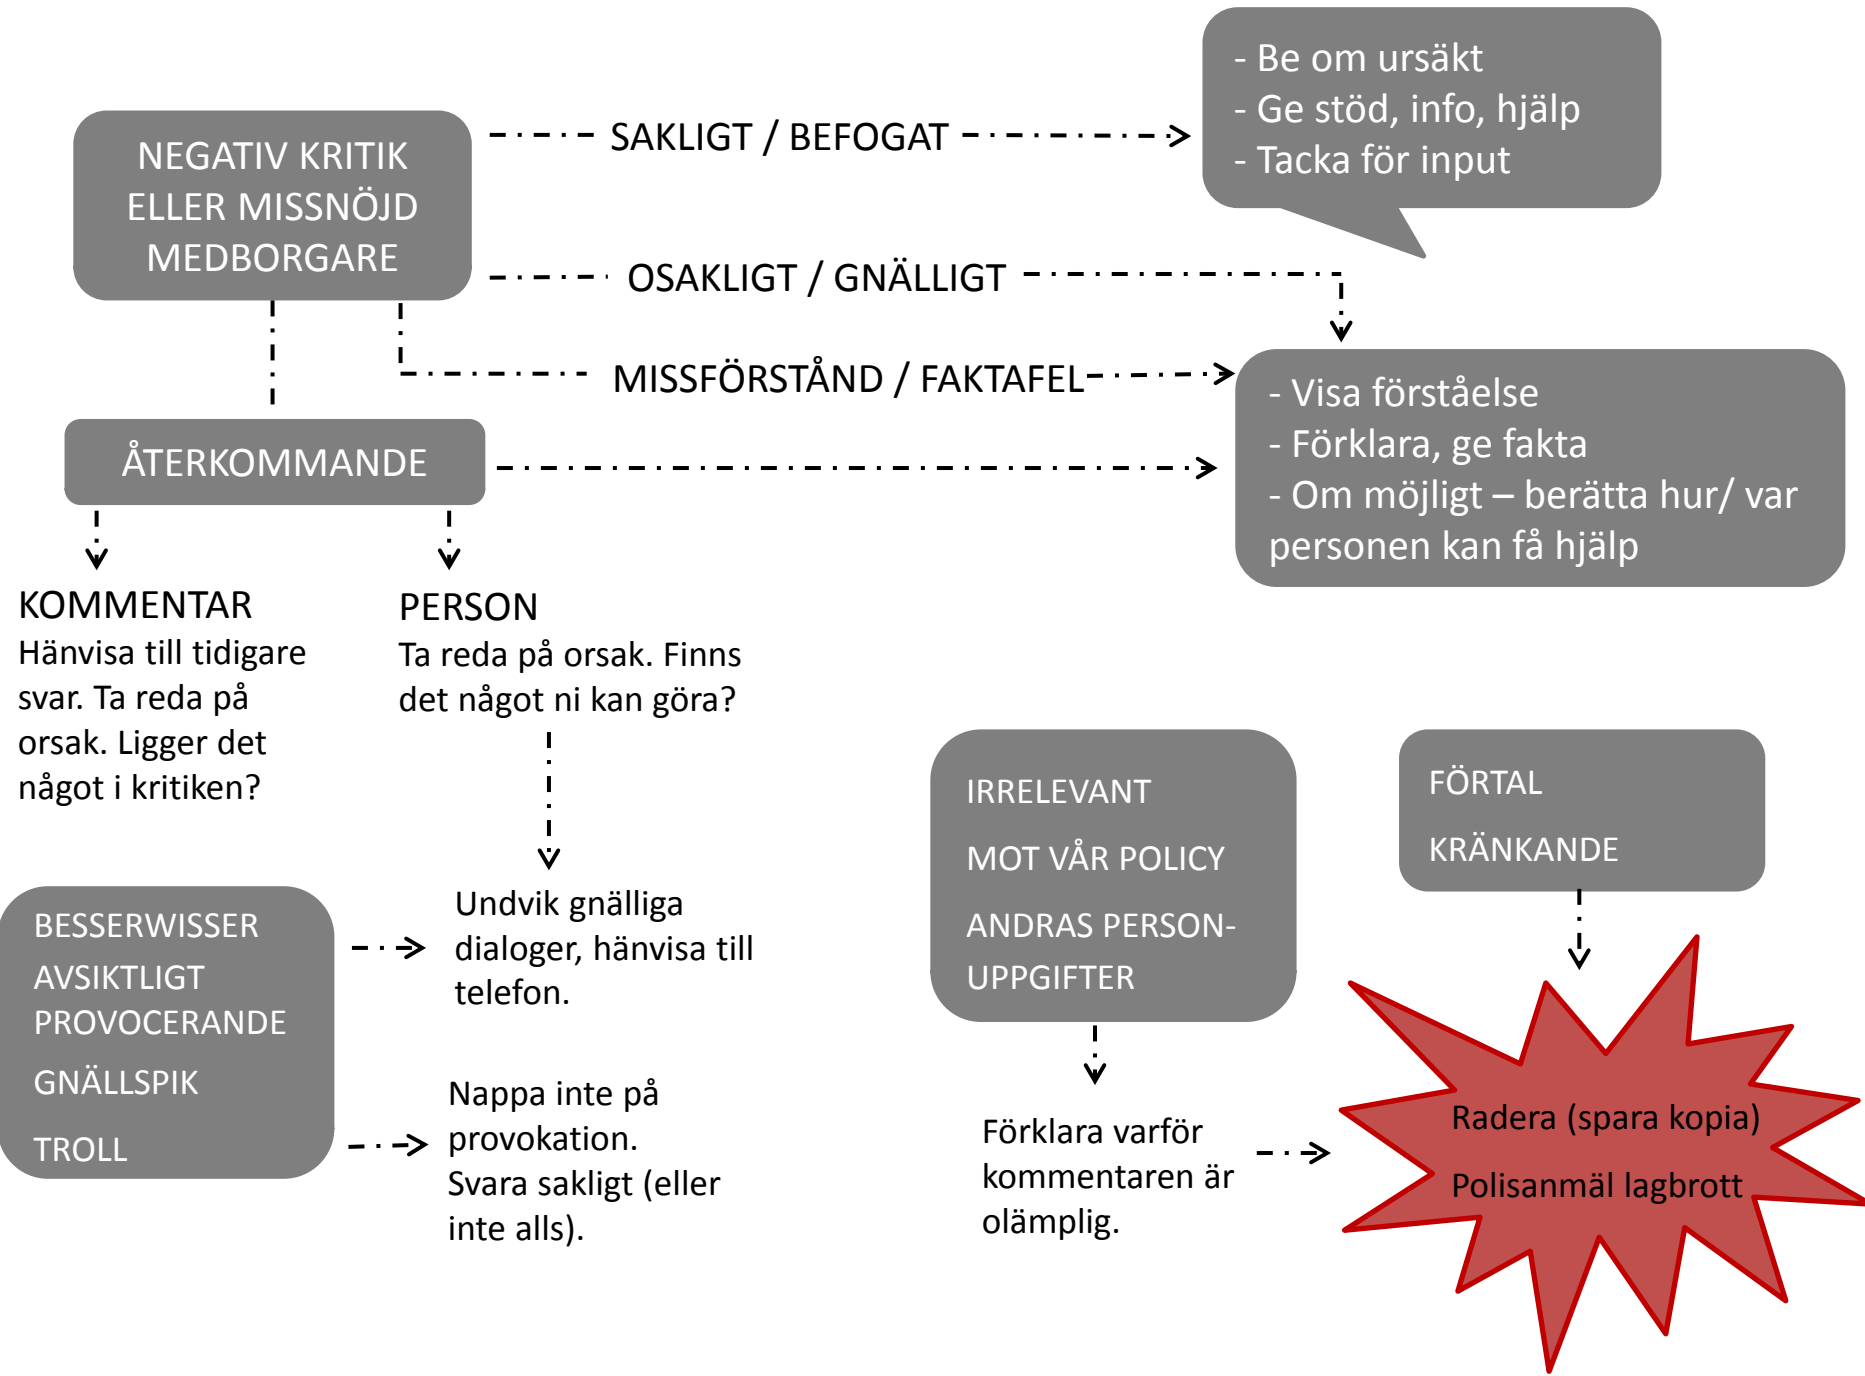 - Be om ursäkt
- Ge stöd, info, hjälp
- Tacka för input
NEGATIV KRITIK
ELLER MISSNÖJD
MEDBORGARE
SAKLIGT / BEFOGAT
OSAKLIGT / GNÄLLIGT
MISSFÖRSTÅND / FAKTAFEL
- Visa förståelse
- Förklara, ge fakta
- Om möjligt – berätta hur/ var
personen kan få hjälp
ÅTERKOMMANDE
KOMMENTAR
Hänvisa till tidigare
svar. Ta reda på
orsak. Ligger det
något i kritiken?
PERSON
Ta reda på orsak. Finns
det något ni kan göra?
BESSERWISSER
AVSIKTLIGT
PROVOCERANDE
GNÄLLSPIK
TROLL
Undvik gnälliga
dialoger, hänvisa till
telefon.
Nappa inte på
provokation.
Svara sakligt (eller
inte alls).
IRRELEVANT
MOT VÅR POLICY
ANDRAS PERSON-
UPPGIFTER
Förklara varför
kommentaren är
olämplig.
FÖRTAL
KRÄNKANDE
Radera (spara kopia)
Polisanmäl lagbrott